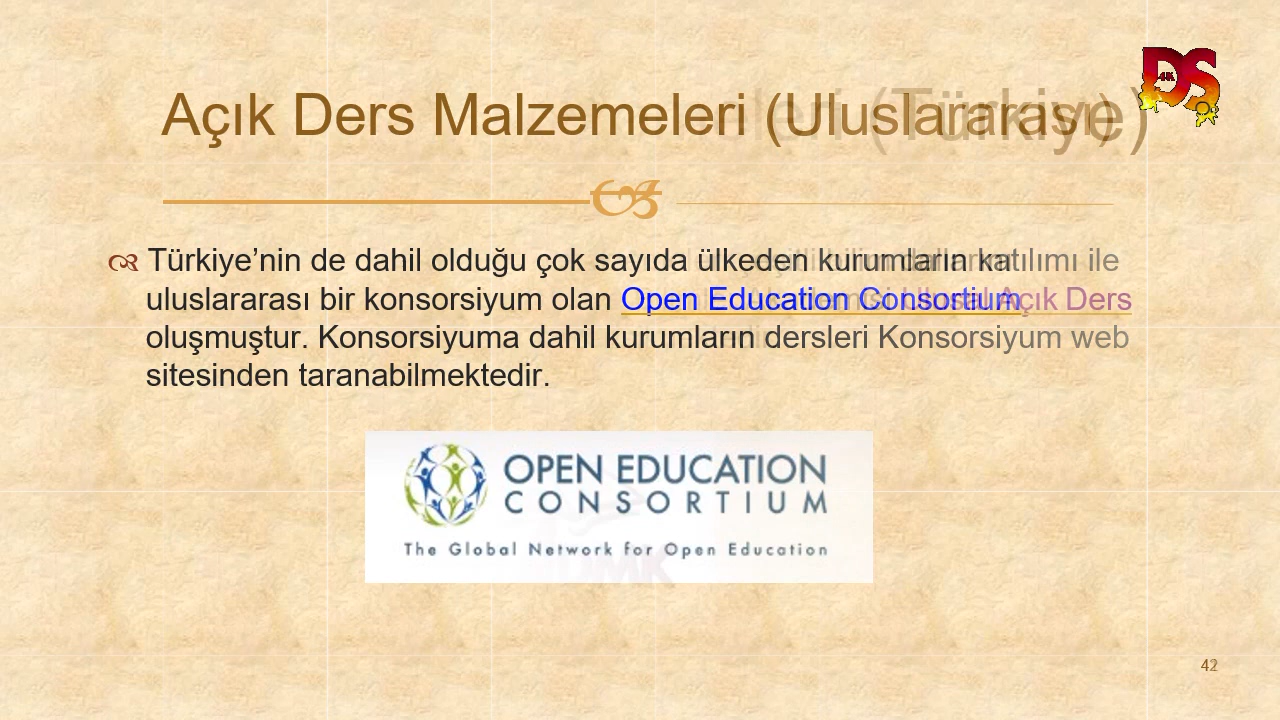 Açık Ders Malzemeleri (Uluslararası)
Türkiye’nin de dahil olduğu çok sayıda ülkeden kurumların katılımı ile
uluslararası bir konsorsiyum olan Open Education Consortium
oluşmuştur. Konsorsiyuma dahil kurumların dersleri Konsorsiyum web
sitesinden taranabilmektedir.
OPEN EDUCATION
CONSORTIUM
The Global Network for Open Education
DS
4K